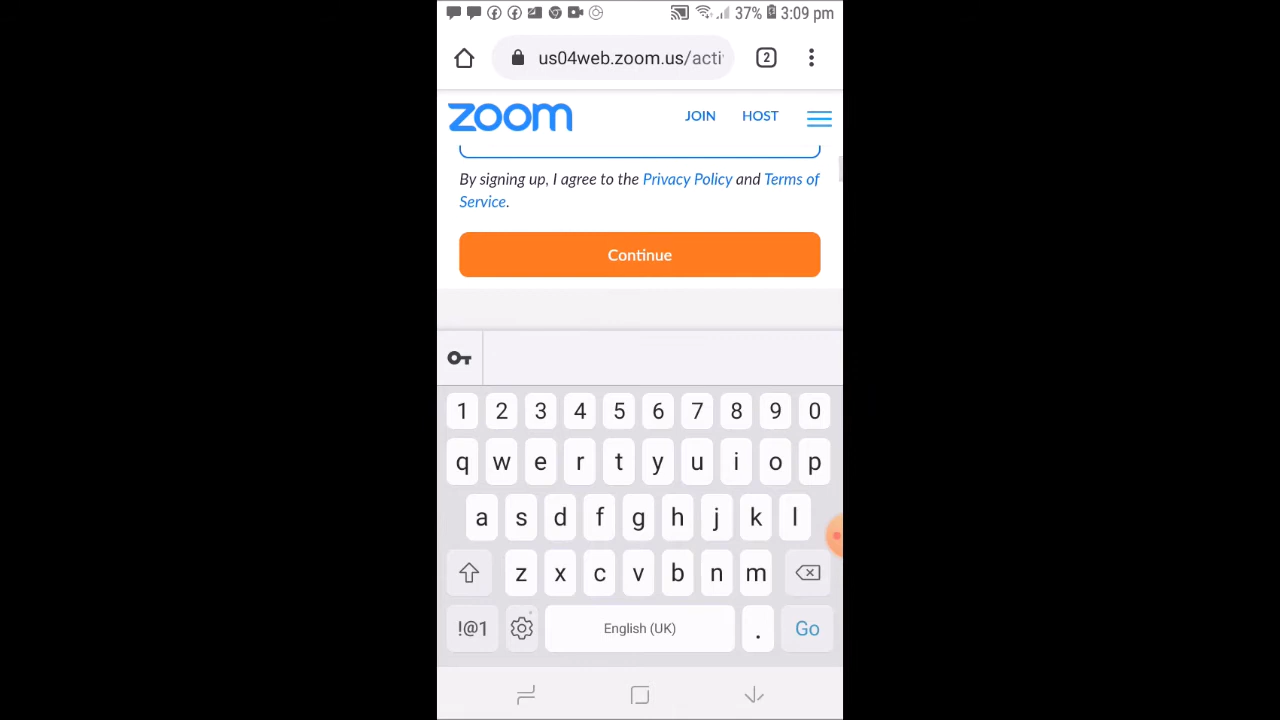 37% 3:09 pm
us04web.zoom.us/acti
2
zoom
JOIN HOST
By signing up, I agree to the Privacy Policy and Terms of
Service.
Continue
1 2 3 4 5 6 7 8 9 0
q w e r t y u i o p
a s d f g h j k l
z x c v b n m
!@1 English (UK) . Go